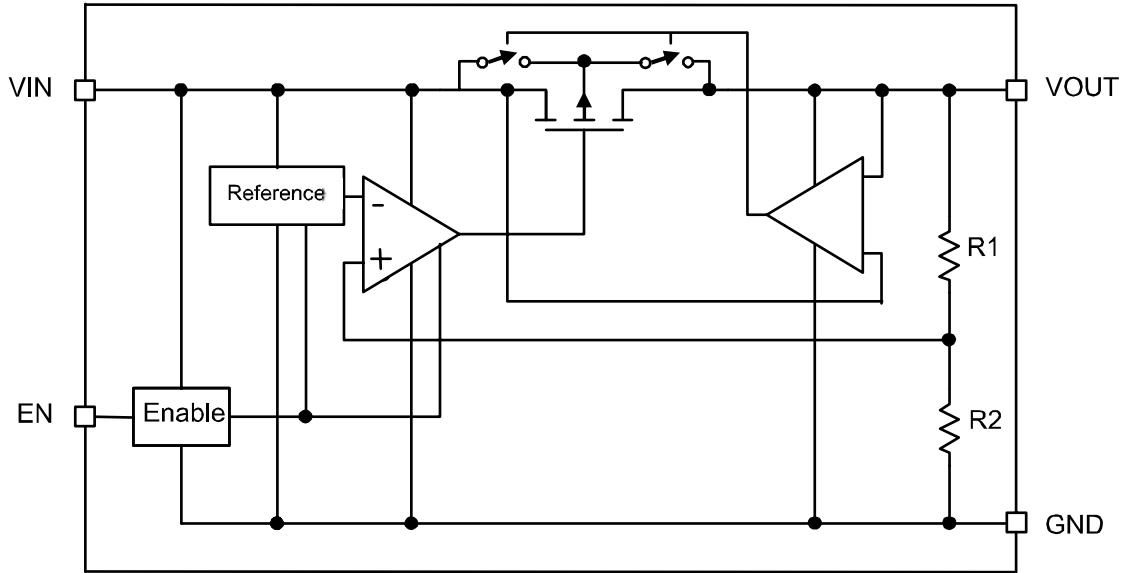 VIN
VOUT
Reference
-
+
R1
EN
Enable
R2
GND